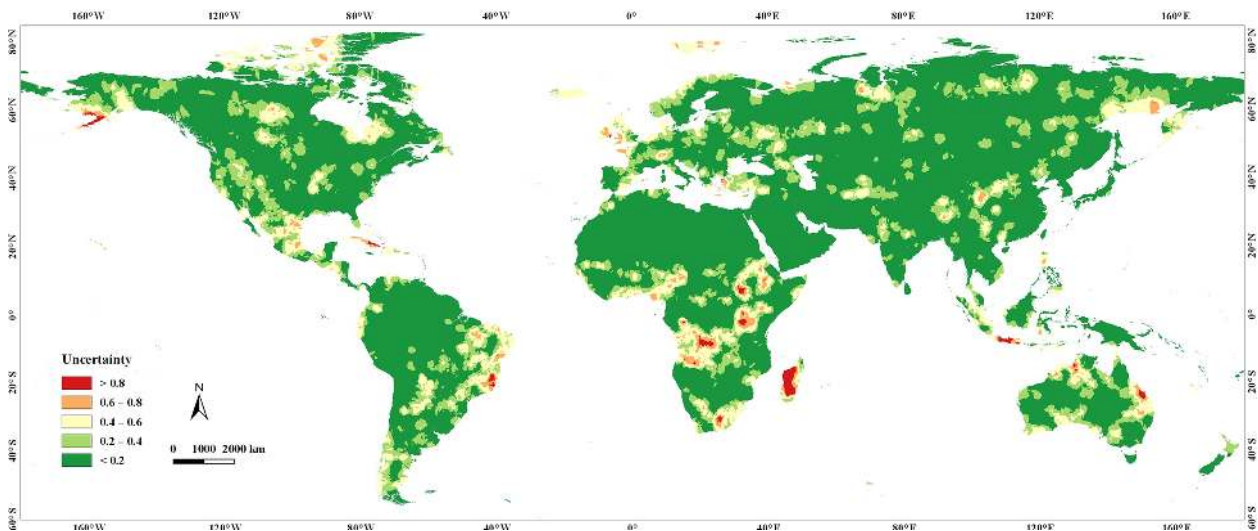 160°W 120°W 80°W 40°W 0° 40°E 80°E 120°E 160°E
80°N 80°N
60°N 60°N
40°N 40°N
20°N 20°N
0° 0°
Uncertainty
> 0.8
0.6 – 0.8
0.4 – 0.6
0.2 – 0.4
< 0.2
N
0 1000 2000 km
20°S 20°S
40°S 40°S
60°S 60°S
160°W 120°W 80°W 40°W 0° 40°E 80°E 120°E 160°E